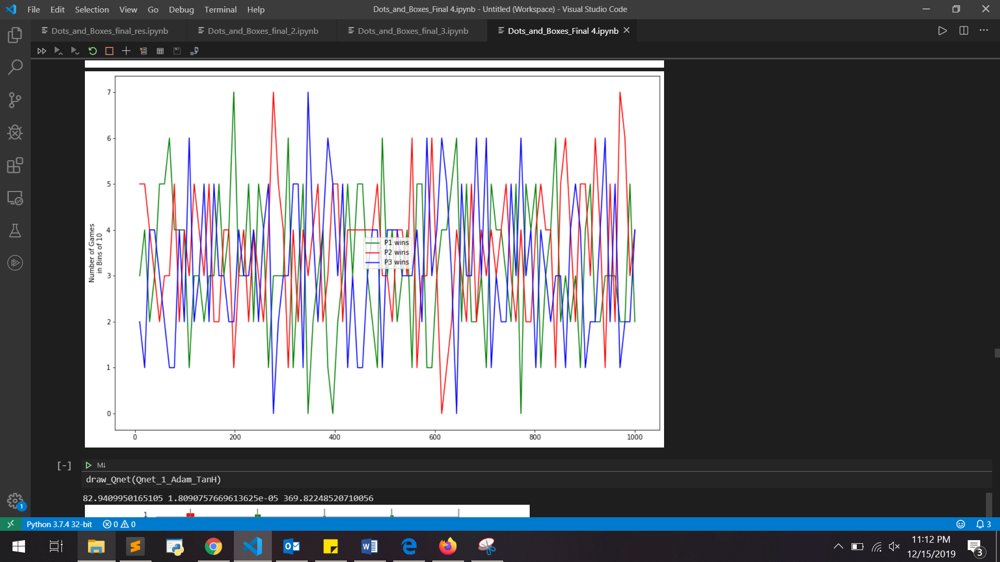 File Edit Selection View Go Debug Terminal Help
Dots_and_Boxes_Final 4.ipynb - Untitled (Workspace) - Visual Studio Code
Dots_and_Boxes_final_res.ipynb
Dots_and_Boxes_final_2.ipynb
Dots_and_Boxes_final_3.ipynb
Dots_and_Boxes_Final 4.ipynb
7
6
5
4
3
2
1
0
Number of Games
in Bins of 10
P1 wins
P2 wins
P3 wins
0 200 400 600 800 1000
[-]
M↓
draw_Qnet(Qnet_1_Adam_TanH)
82.9409950165105 1.8090757669613625e-05 369.82248520710056
1
1
Python 3.7.4 32-bit 0 0 3
11:12 PM
12/15/2019
3